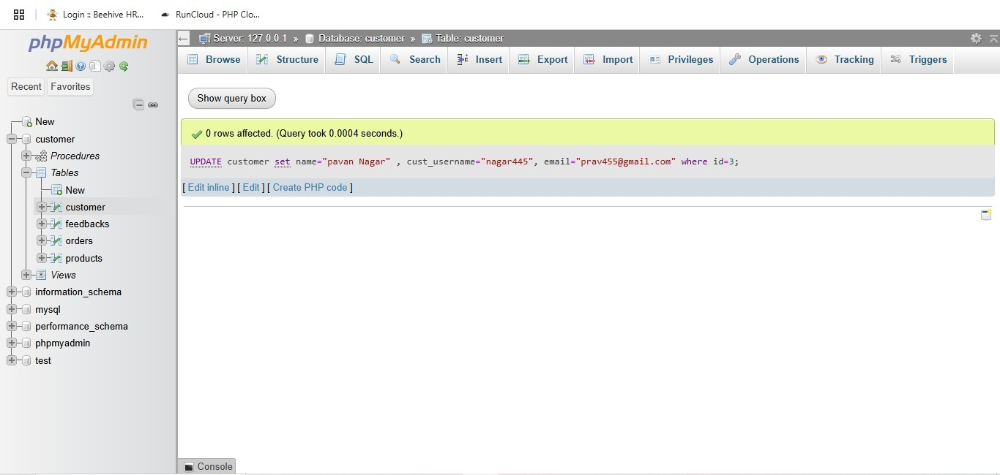 Login :: Beehive HR... RunCloud - PHP Clo...
phpMyAdmin
Recent Favorites
New
customer
Procedures
Tables
New
customer
feedbacks
orders
products
Views
information_schema
mysql
performance_schema
phpmyadmin
test
Server: 127.0.0.1 » Database: customer » Table: customer
Browse Structure SQL Search Insert Export Import Privileges Operations Tracking Triggers
Show query box
0 rows affected. (Query took 0.0004 seconds.)
UPDATE customer set name="pavan Nagar" , cust_username="nagar445", email="prav455@gmail.com" where id=3;
[ Edit inline ] [ Edit ] [ Create PHP code ]
Console